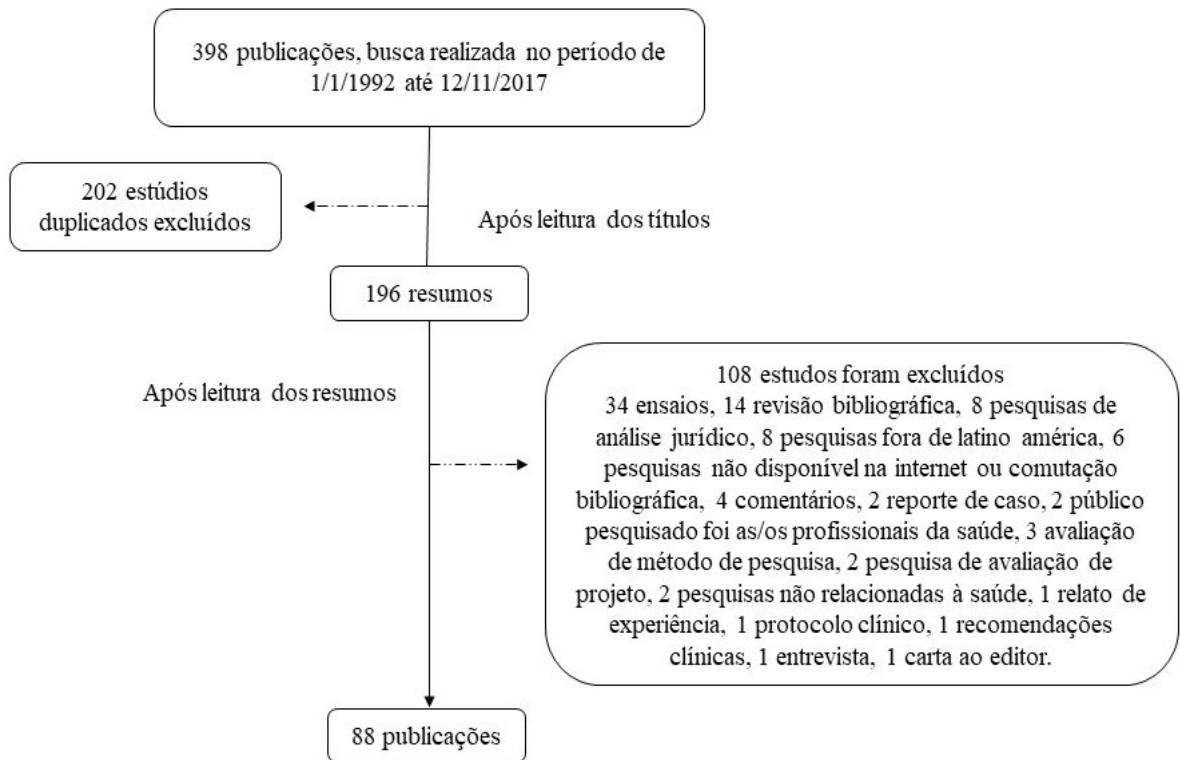 398 publicações, busca realizada no período de
1/1/1992 até 12/11/2017
202 estúdios
duplicados excluídos
Após leitura dos títulos
196 resumos
Após leitura dos resumos
108 estudos foram excluídos
34 ensaios, 14 revisão bibliográfica, 8 pesquisas de
análise jurídico, 8 pesquisas fora de latino américa, 6
pesquisas não disponível na internet ou comutação
bibliográfica, 4 comentários, 2 reporte de caso, 2 público
pesquisado foi as/os profissionais da saúde, 3 avaliação
de método de pesquisa, 2 pesquisa de avaliação de
projeto, 2 pesquisas não relacionadas à saúde, 1 relato de
experiência, 1 protocolo clínico, 1 recomendações
clínicas, 1 entrevista, 1 carta ao editor.
88 publicações